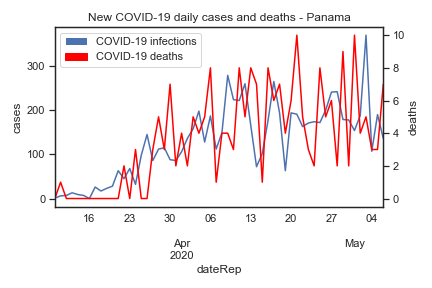 New COVID-19 daily cases and deaths - Panama
COVID-19 infections
COVID-19 deaths
cases
300
200
100
0
deaths
10
8
6
4
2
0
16 23 30 06 13 20 27 04
Apr May
2020
dateRep